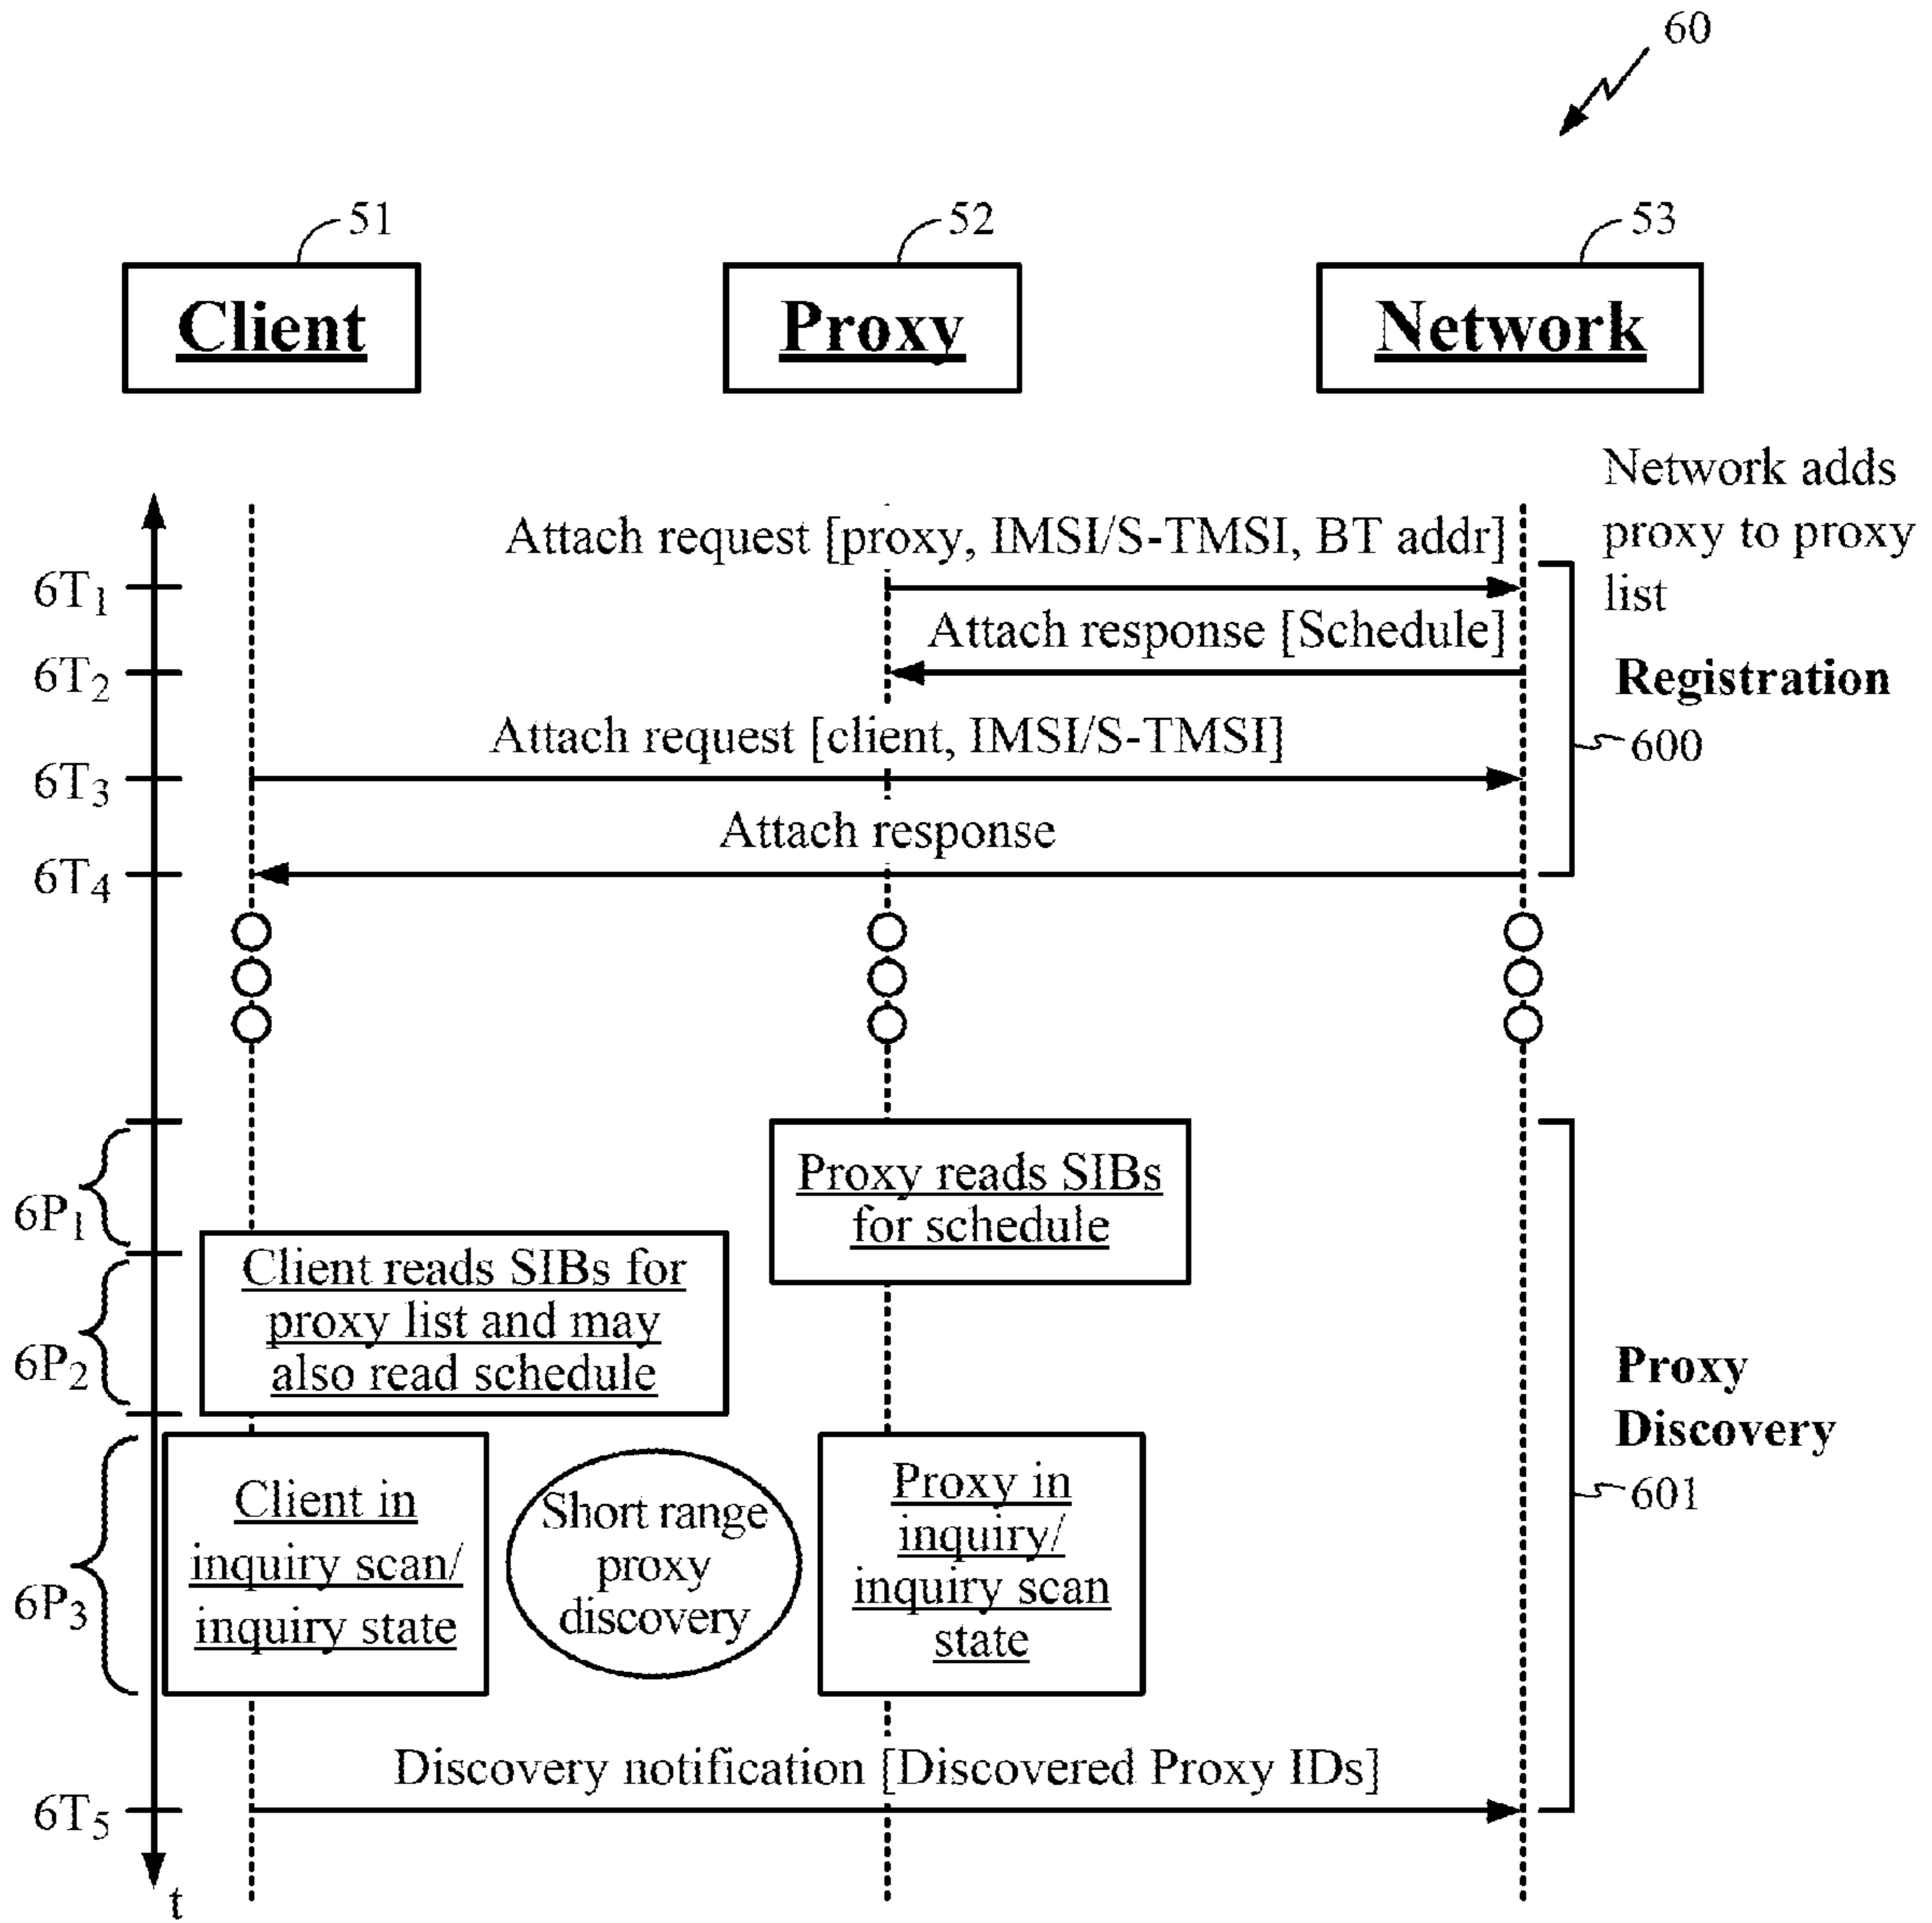 60
51
52
53
Client
Proxy
Network
Network adds
proxy to proxy
list
Attach request [proxy, IMSI/S-TMSI, BT addr]
6T1
Attach response [Schedule]
6T2
Registration
600
Attach request [client, IMSI/S-TMSI]
6T3
Attach response
6T4
6P1
Proxy reads SIBs
for schedule
6P2
Client reads SIBs for
proxy list and may
also read schedule
Proxy
Discovery
601
6P3
Client in
inquiry scan/
inquiry state
Short range
proxy
discovery
Proxy in
inquiry/
inquiry scan
state
Discovery notification [Discovered Proxy IDs]
6T5
t